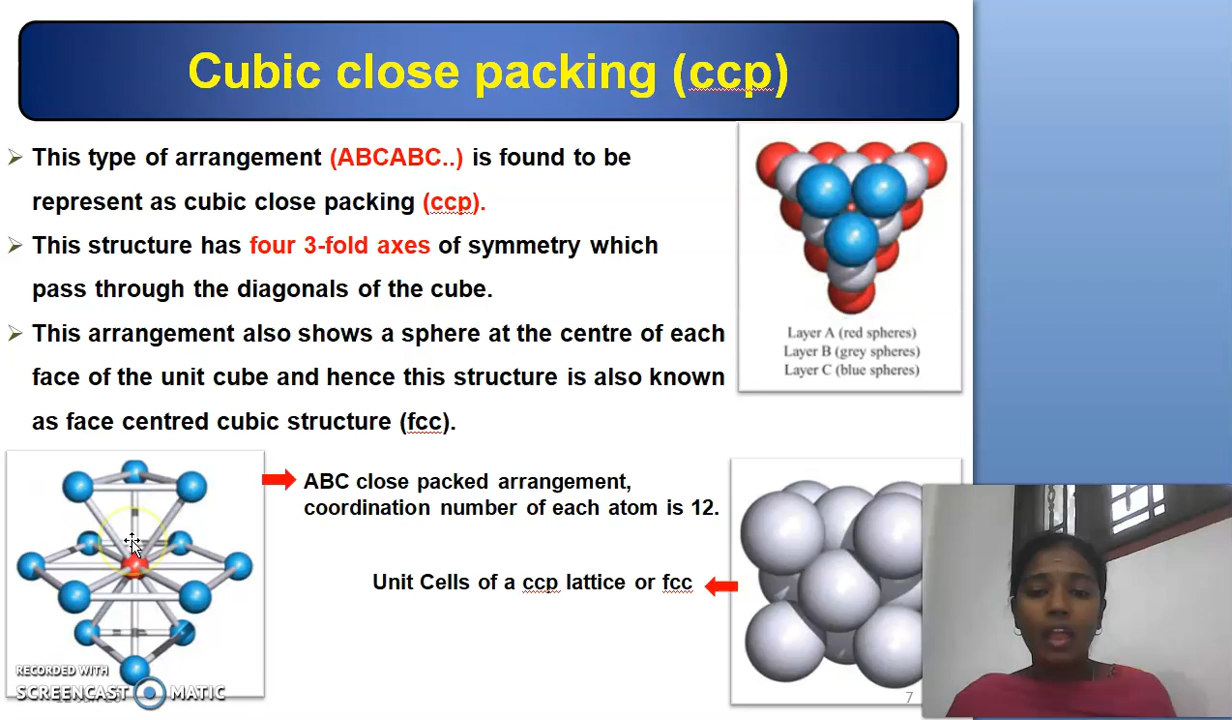 Cubic close packing (ccp)
This type of arrangement (ABCABC..) is found to be
represent as cubic close packing (ccp).
This structure has four 3-fold axes of symmetry which
pass through the diagonals of the cube.
This arrangement also shows a sphere at the centre of each
face of the unit cube and hence this structure is also known
as face centred cubic structure (fcc).
Layer A (red spheres)
Layer B (grey spheres)
Layer C (blue spheres)
ABC close packed arrangement,
coordination number of each atom is 12.
Unit Cells of a ccp lattice or fcc
RECORDED WITH
SCREENCAST MATIC
7